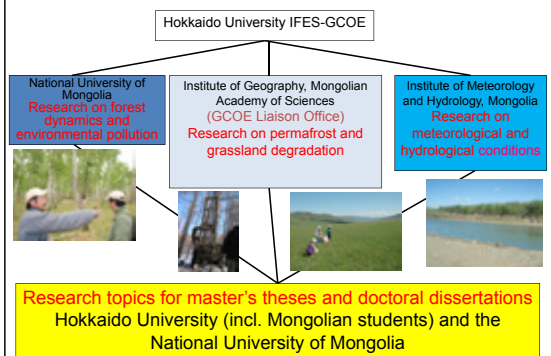 Hokkaido University IFES-GCOE
National University of
Mongolia
Research on forest
dynamics and
environmental pollution
Institute of Geography, Mongolian
Academy of Sciences
(GCOE Liaison Office)
Research on permafrost and
grassland degradation
Institute of Meteorology
and Hydrology, Mongolia
Research on
meteorological and
hydrological conditions
Research topics for master's theses and doctoral dissertations
Hokkaido University (incl. Mongolian students) and the
National University of Mongolia